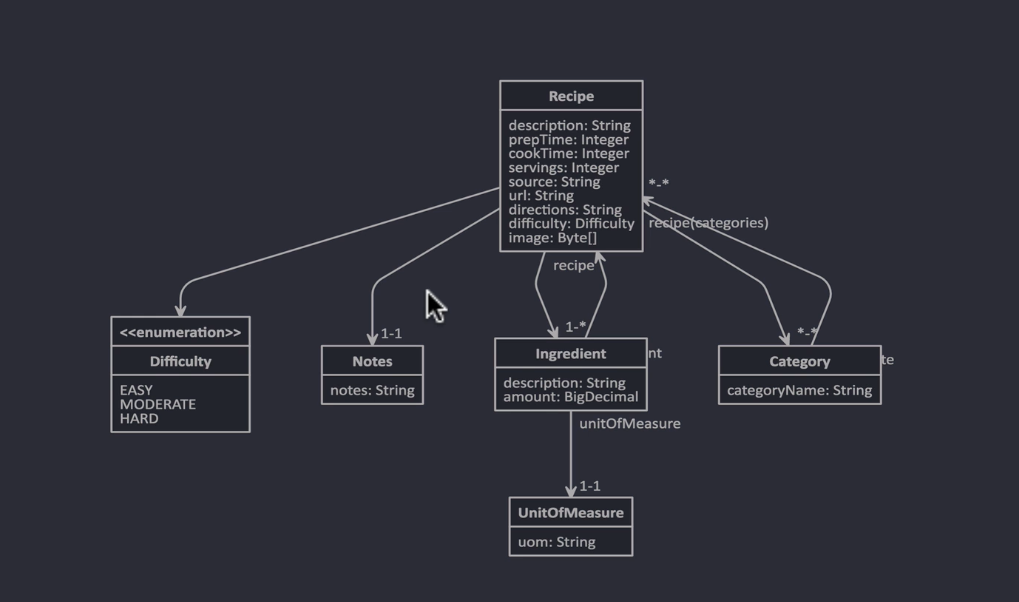 Recipe
description: String
prepTime: Integer
cookTime: Integer
servings: Integer
source: String
url: String
directions: String
difficulty: Difficulty
image: Byte[]
*-*
recipe(categories)
recipe
<<enumeration>>
Difficulty
EASY
MODERATE
HARD
1-1
Notes
notes: String
1-*
Ingredient
nt
description: String
amount: BigDecimal
*-*
Category
te
categoryName: String
unitOfMeasure
1-1
UnitOfMeasure
uom: String